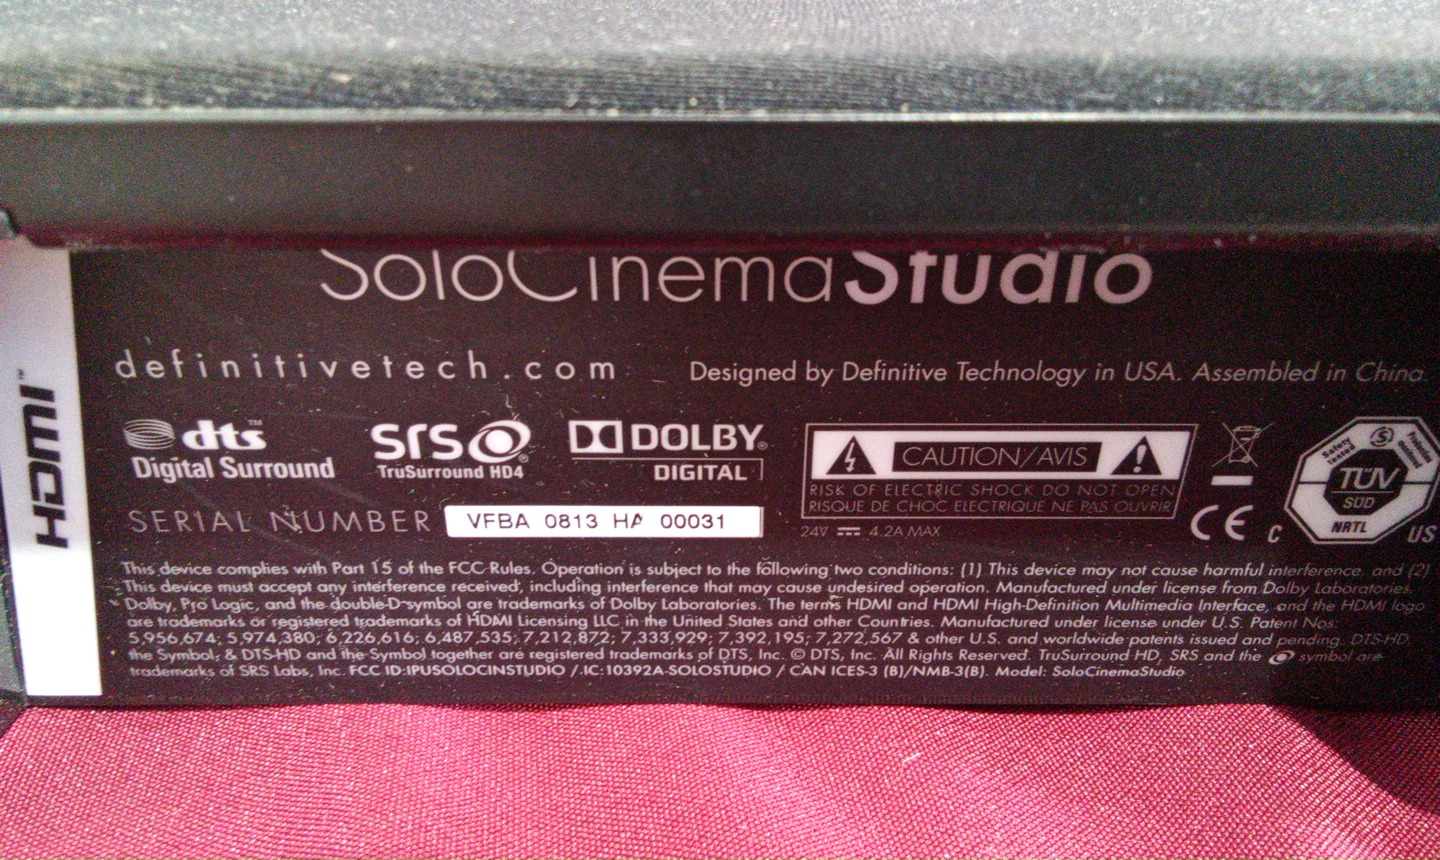 SoloCinemaStudio
definitivetech.com
Designed by Definitive Technology in USA. Assembled in China.
HDMI™
dts™
Digital Surround
SRS®
TruSurround HD4
DOLBY®
DIGITAL
CAUTION/AVIS
RISK OF ELECTRIC SHOCK DO NOT OPEN
RISQUE DE CHOC ELECTRIQUE NE PAS OUVRIR
24V 4.2A MAX
CE
Safety tested
S
Production monitored
TÜV
SÜD
NRTL
C US
SERIAL NUMBER VFBA 0813 HA 00031
This device complies with Part 15 of the FCC Rules. Operation is subject to the following two conditions: (1) This device may not cause harmful interference, and (2)
This device must accept any interference received, including interference that may cause undesired operation. Manufactured under license from Dolby Laboratories.
Dolby, Pro Logic, and the double-D symbol are trademarks of Dolby Laboratories. The terms HDMI and HDMI High-Definition Multimedia Interface, and the HDMI logo
are trademarks or registered trademarks of HDMI Licensing LLC in the United States and other Countries. Manufactured under license under U.S. Patent Nos:
5,956,674; 5,974,380; 6,226,616; 6,487,535; 7,212,872; 7,333,929; 7,392,195; 7,272,567 & other U.S. and worldwide patents issued and pending. DTS-HD,
the Symbol, & DTS-HD and the Symbol together are registered trademarks of DTS, Inc. © DTS, Inc. All Rights Reserved. TruSurround HD, SRS and the symbol are
trademarks of SRS Labs, Inc. FCC ID:IPUSOLOCINSTUDIO / IC:10392A-SOLOSTUDIO / CAN ICES-3 (B)/NMB-3(B). Model: SoloCinemaStudio